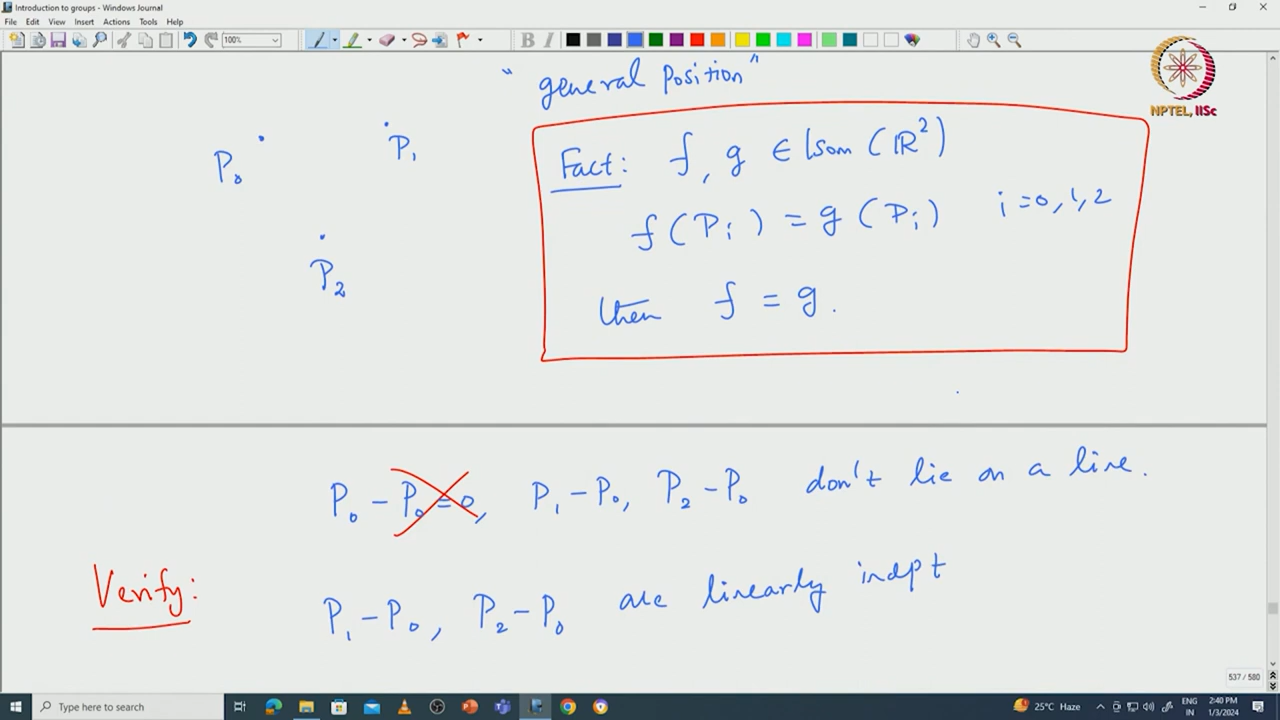 Introduction to groups - Windows Journal
File Edit View Insert Actions Tools Help
100%
B I
NPTEL, IISc
"general position"
P₀ P₁
P₂
Fact: f, g ∈ Isom (ℝ²)
f(Pᵢ) = g(Pᵢ) i=0,1,2
then f = g.
P₀ - P₀ = 0, P₁ - P₀, P₂ - P₀ don't lie on a line.
Verify:
P₁ - P₀, P₂ - P₀ are linearly indpt
537 / 580
Type here to search
25°C Haze
ENG
IN
2:40 PM
1/3/2024